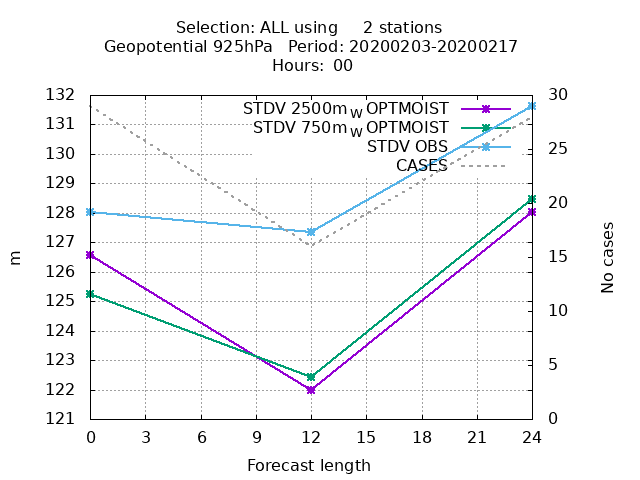 Selection: ALL using 2 stations
Geopotential 925hPa Period: 20200203-20200217
Hours: 00
STDV 2500m_W OPTMOIST
STDV 750m_W OPTMOIST
STDV OBS
CASES
132
131
130
129
128
127
126
125
124
123
122
121
m
30
25
20
15
10
5
0
No cases
0 3 6 9 12 15 18 21 24
Forecast length